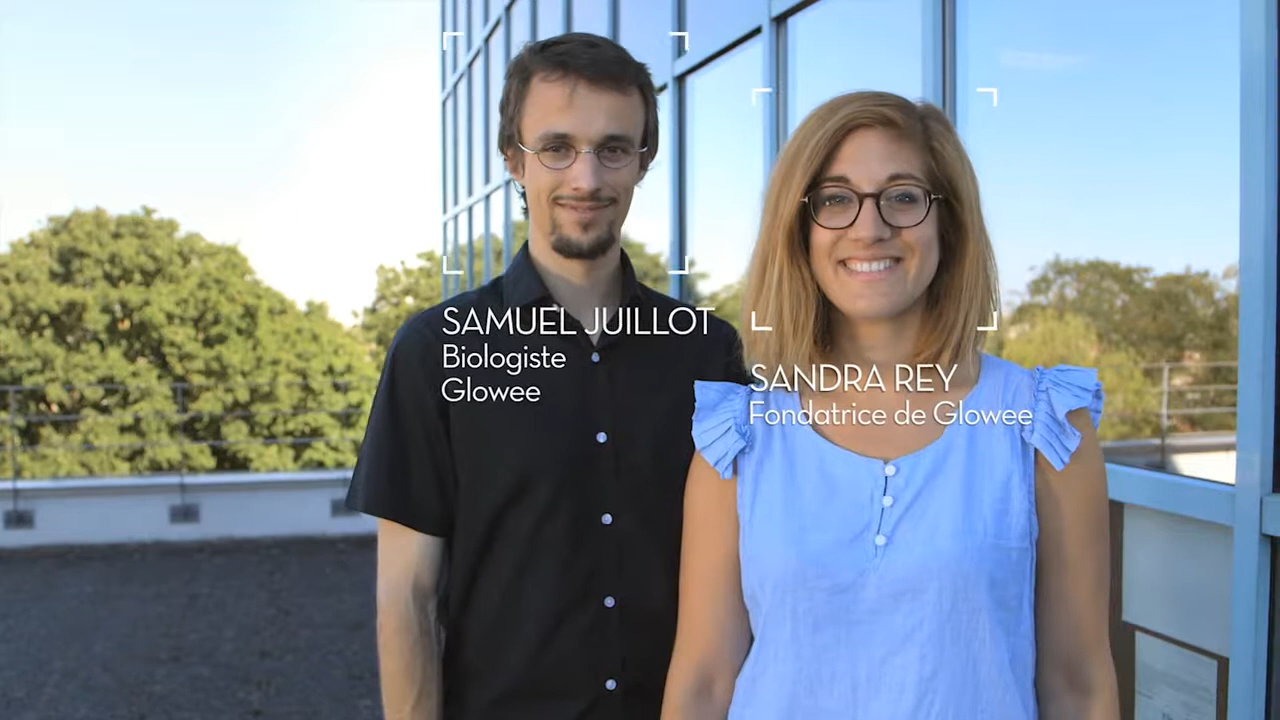 SAMUEL JUILLOT
Biologiste
Glowee
SANDRA REY
Fondatrice de Glowee